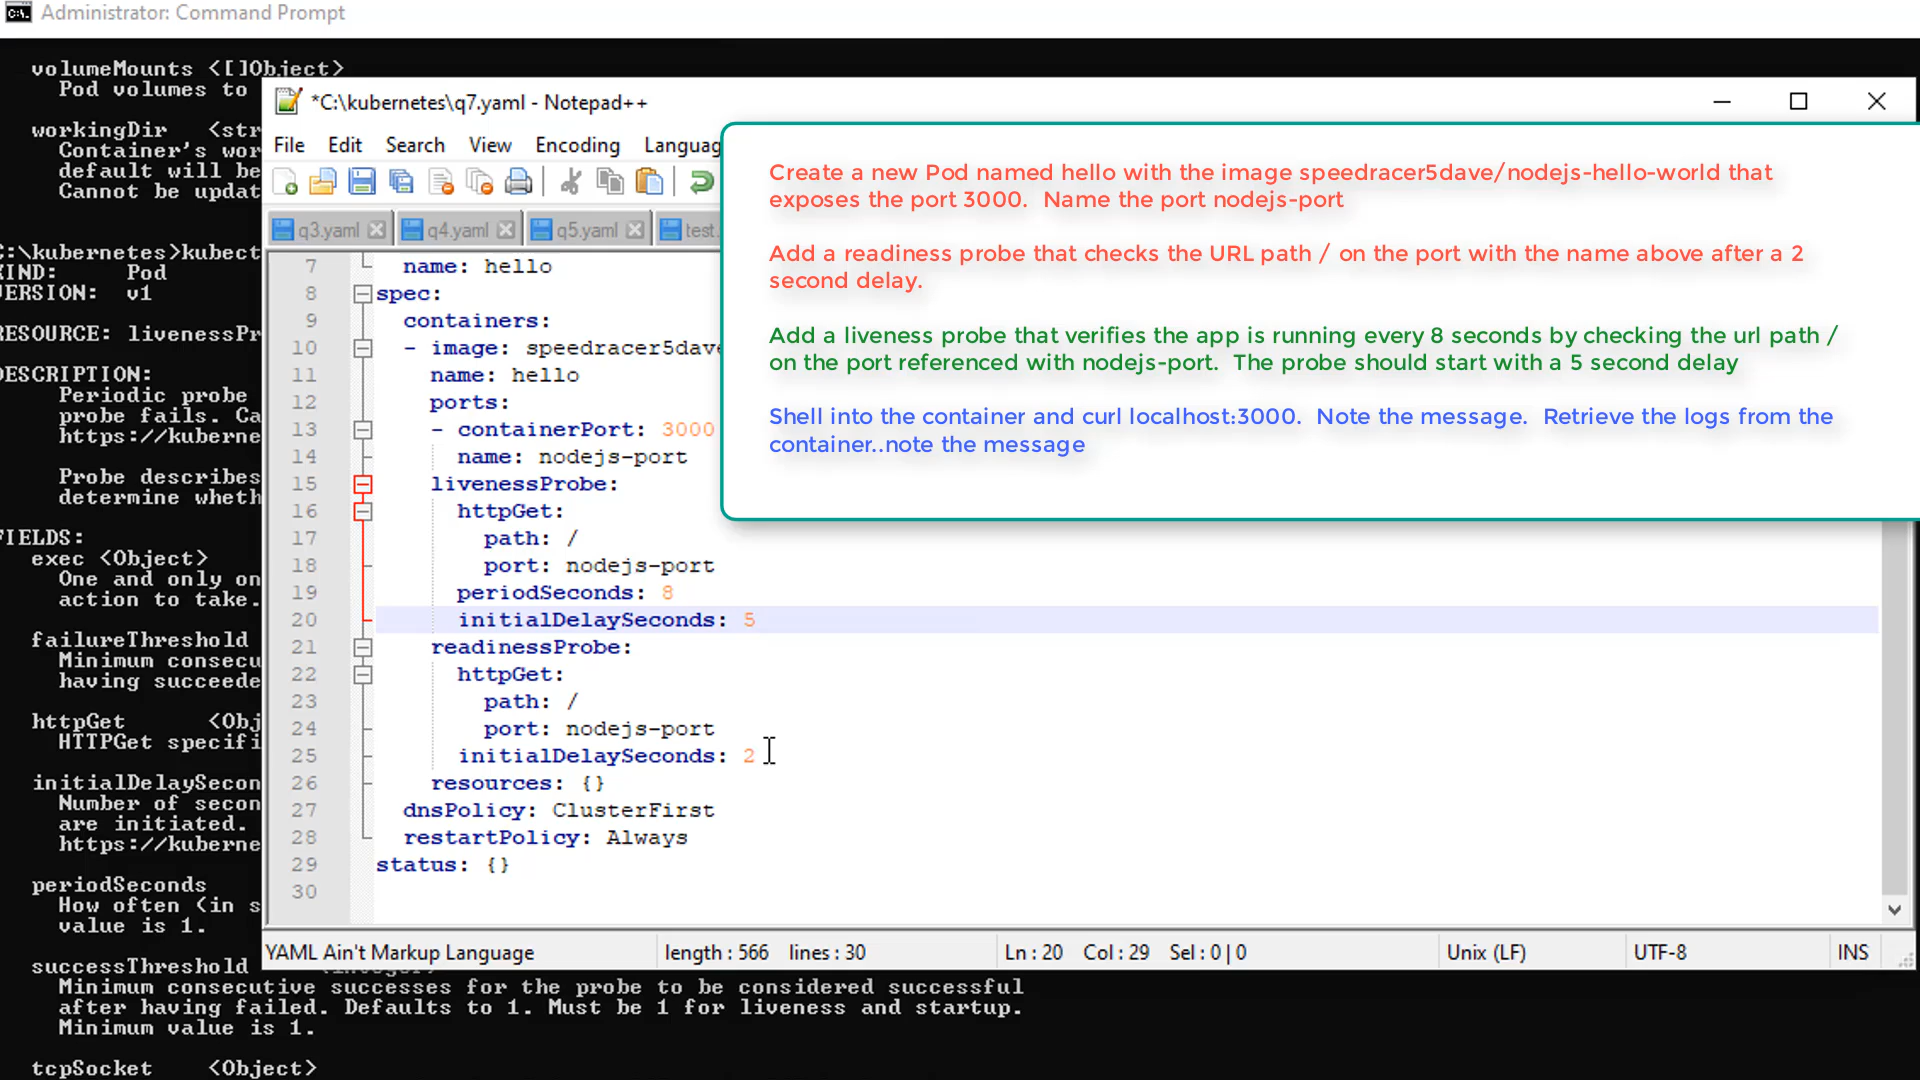 Administrator: Command Prompt
volumeMounts <[]Object>
Pod volumes to
workingDir <str
Container's wor
default will be
Cannot be updat
C:\kubernetes>kubect
KIND: Pod
VERSION: v1
RESOURCE: livenessPr
DESCRIPTION:
Periodic probe
probe fails. Ca
https://kuberne
Probe describes
determine wheth
FIELDS:
exec <Object>
One and only on
action to take.
failureThreshold
Minimum consecu
having succeede
httpGet <Obj
HTTPGet specifi
initialDelaySecon
Number of secon
are initiated.
https://kuberne
periodSeconds
How often (in s
value is 1.
successThreshold <integer>
Minimum consecutive successes for the probe to be considered successful
after having failed. Defaults to 1. Must be 1 for liveness and startup.
Minimum value is 1.
tcpSocket <Object>
*C:\kubernetes\q7.yaml - Notepad++
File Edit Search View Encoding Languag
q3.yaml q4.yaml q5.yaml test.
7 name: hello
8 spec:
9 containers:
10 - image: speedracer5dave
11 name: hello
12 ports:
13 - containerPort: 3000
14 name: nodejs-port
15 livenessProbe:
16 httpGet:
17 path: /
18 port: nodejs-port
19 periodSeconds: 8
20 initialDelaySeconds: 5
21 readinessProbe:
22 httpGet:
23 path: /
24 port: nodejs-port
25 initialDelaySeconds: 2
26 resources: {}
27 dnsPolicy: ClusterFirst
28 restartPolicy: Always
29 status: {}
30
YAML Ain't Markup Language length : 566 lines : 30 Ln : 20 Col : 29 Sel : 0 | 0 Unix (LF) UTF-8 INS
Create a new Pod named hello with the image speedracer5dave/nodejs-hello-world that
exposes the port 3000. Name the port nodejs-port
Add a readiness probe that checks the URL path / on the port with the name above after a 2
second delay.
Add a liveness probe that verifies the app is running every 8 seconds by checking the url path /
on the port referenced with nodejs-port. The probe should start with a 5 second delay
Shell into the container and curl localhost:3000. Note the message. Retrieve the logs from the
container..note the message